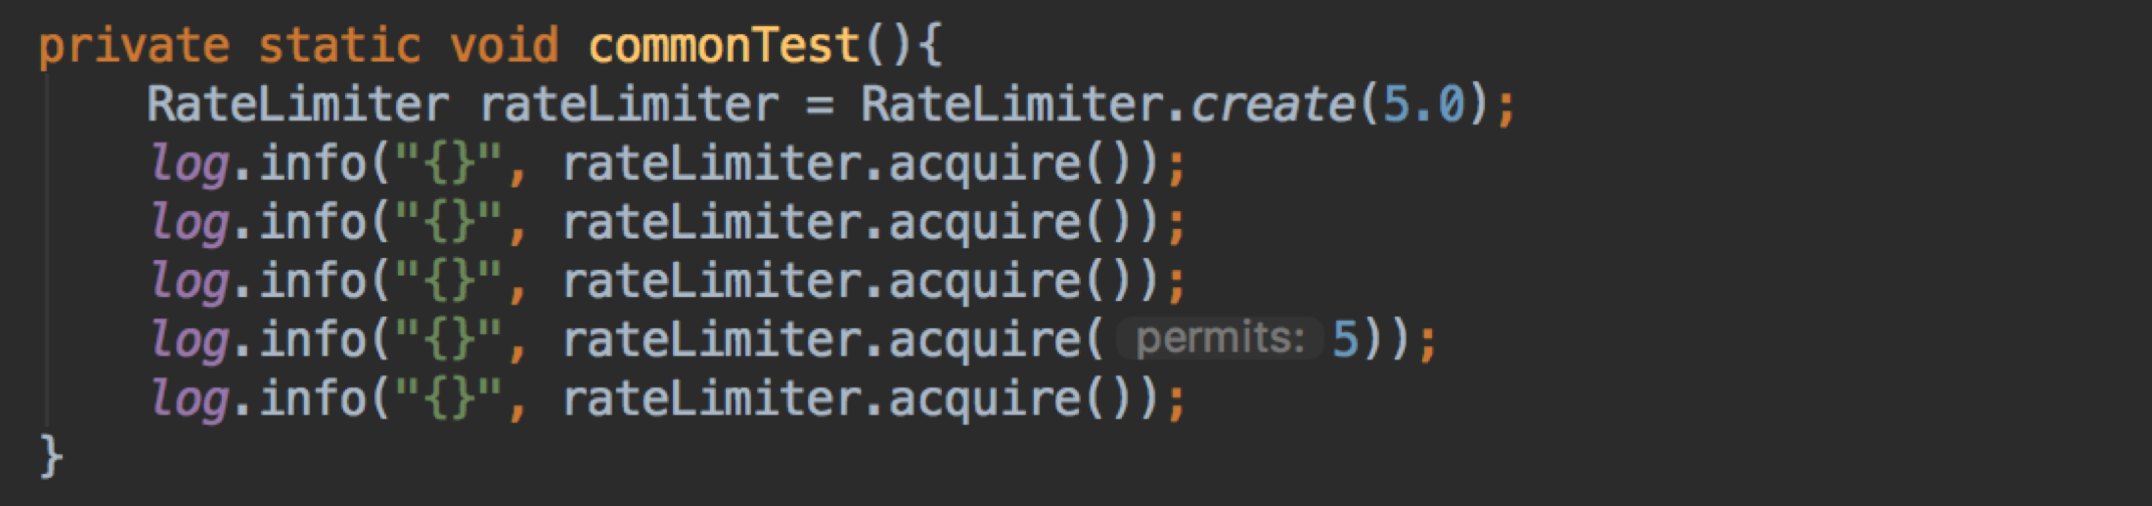 private static void commonTest(){
    RateLimiter rateLimiter = RateLimiter.create(5.0);
    log.info("{}", rateLimiter.acquire());
    log.info("{}", rateLimiter.acquire());
    log.info("{}", rateLimiter.acquire());
    log.info("{}", rateLimiter.acquire( permits: 5));
    log.info("{}", rateLimiter.acquire());
}